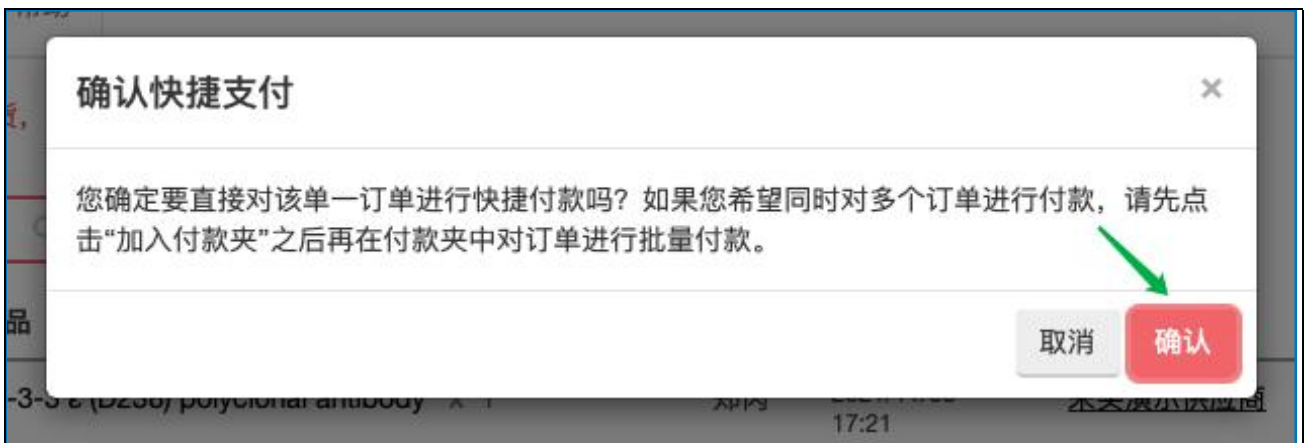 确认快捷支付
×
您确定要直接对该单一订单进行快捷付款吗？如果您希望同时对多个订单进行付款，请先点
击“加入付款夹”之后再在付款夹中对订单进行批量付款。
取消
确认
品
polyclonal antibody
17:21